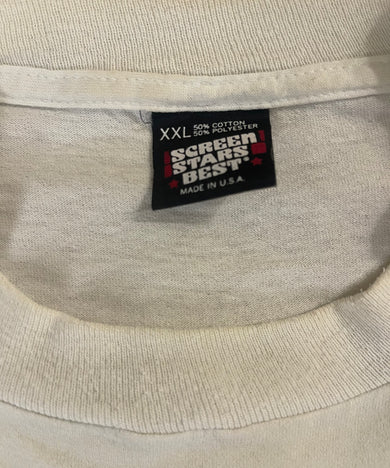 XXL 50% COTTON
50% POLYESTER
SCREEN
STARS
BEST
MADE IN U.S.A.